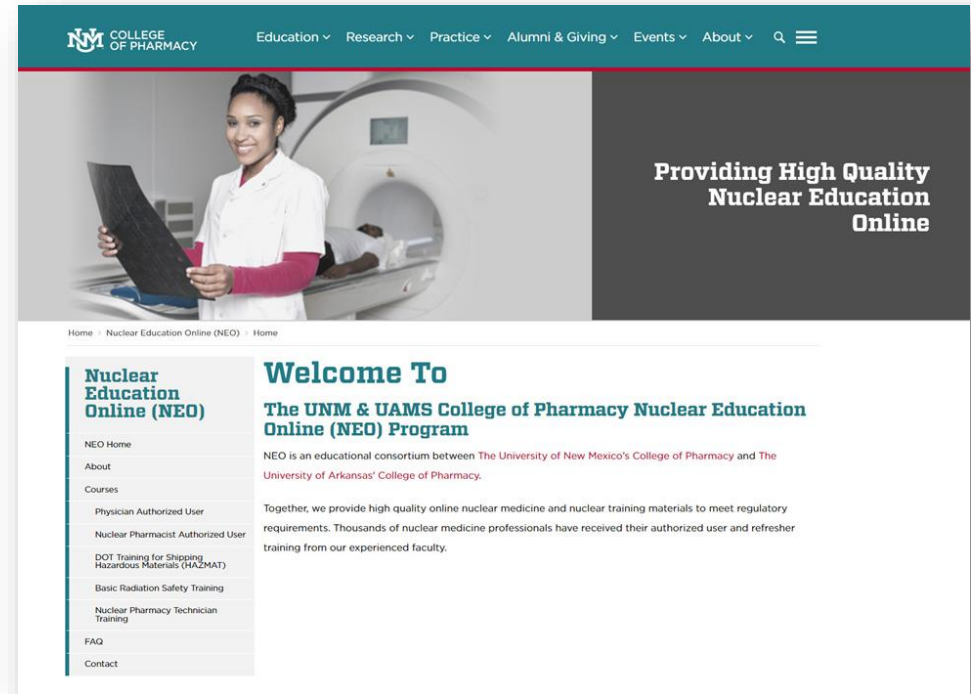 UNM COLLEGE
OF PHARMACY
Education Research Practice Alumni & Giving Events About
Providing High Quality
Nuclear Education
Online
Home Nuclear Education Online (NEO) Home
Nuclear
Education
Online (NEO)
NEO Home
About
Courses
Physician Authorized User
Nuclear Pharmacist Authorized User
DOT Training for Shipping
Hazardous Materials (HAZMAT)
Basic Radiation Safety Training
Nuclear Pharmacy Technician
Training
FAQ
Contact
Welcome To
The UNM & UAMS College of Pharmacy Nuclear Education
Online (NEO) Program
NEO is an educational consortium between The University of New Mexico's College of Pharmacy and The
University of Arkansas' College of Pharmacy.
Together, we provide high quality online nuclear medicine and nuclear training materials to meet regulatory
requirements. Thousands of nuclear medicine professionals have received their authorized user and refresher
training from our experienced faculty.